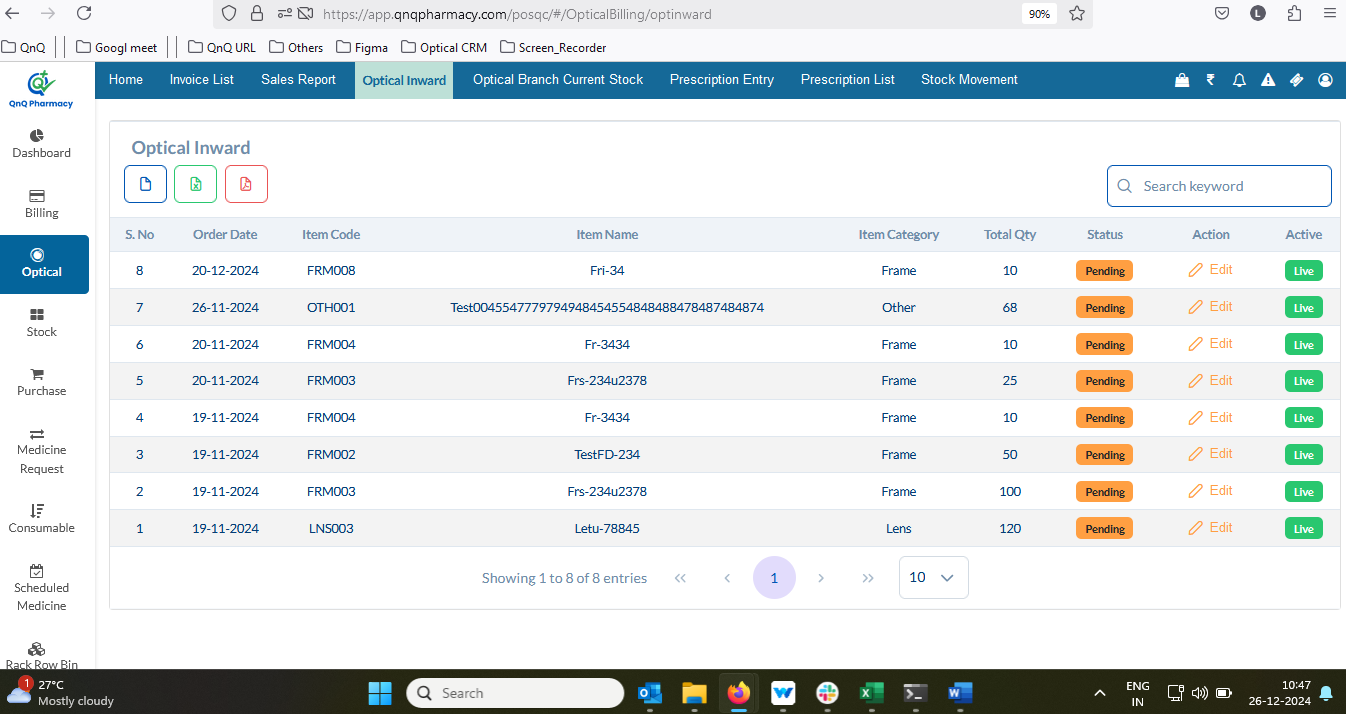 https://app.qnqpharmacy.com/posqc/#/OpticalBilling/optinward 90% L
QnQ Googl meet QnQ URL Others Figma Optical CRM Screen_Recorder
QnQ Pharmacy
Home Invoice List Sales Report Optical Inward Optical Branch Current Stock Prescription Entry Prescription List Stock Movement
Dashboard
Billing
Optical
Stock
Purchase
Medicine
Request
Consumable
Scheduled
Medicine
Rack Row Bin
Optical Inward
Search keyword
S. No Order Date Item Code Item Name Item Category Total Qty Status Action Active
8 20-12-2024 FRM008 Fri-34 Frame 10 Pending Edit Live
7 26-11-2024 OTH001 Test004554777979494845455484848847848748​4874 Other 68 Pending Edit Live
6 20-11-2024 FRM004 Fr-3434 Frame 10 Pending Edit Live
5 20-11-2024 FRM003 Frs-234u2378 Frame 25 Pending Edit Live
4 19-11-2024 FRM004 Fr-3434 Frame 10 Pending Edit Live
3 19-11-2024 FRM002 TestFD-234 Frame 50 Pending Edit Live
2 19-11-2024 FRM003 Frs-234u2378 Frame 100 Pending Edit Live
1 19-11-2024 LNS003 Letu-78845 Lens 120 Pending Edit Live
Showing 1 to 8 of 8 entries 1 10
1 27°C
Mostly cloudy
Search
ENG
IN
10:47
26-12-2024